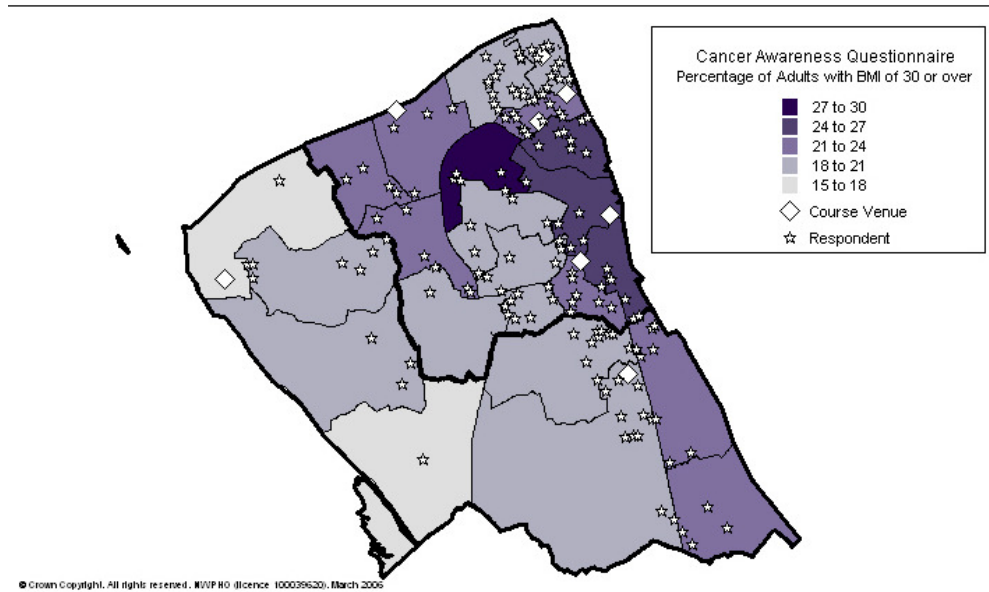 Cancer Awareness Questionnaire
Percentage of Adults with BMI of 30 or over
27 to 30
24 to 27
21 to 24
18 to 21
15 to 18
Course Venue
Respondent
© Crown Copyright. All rights reserved. NWPHO (licence 100039620). March 2006